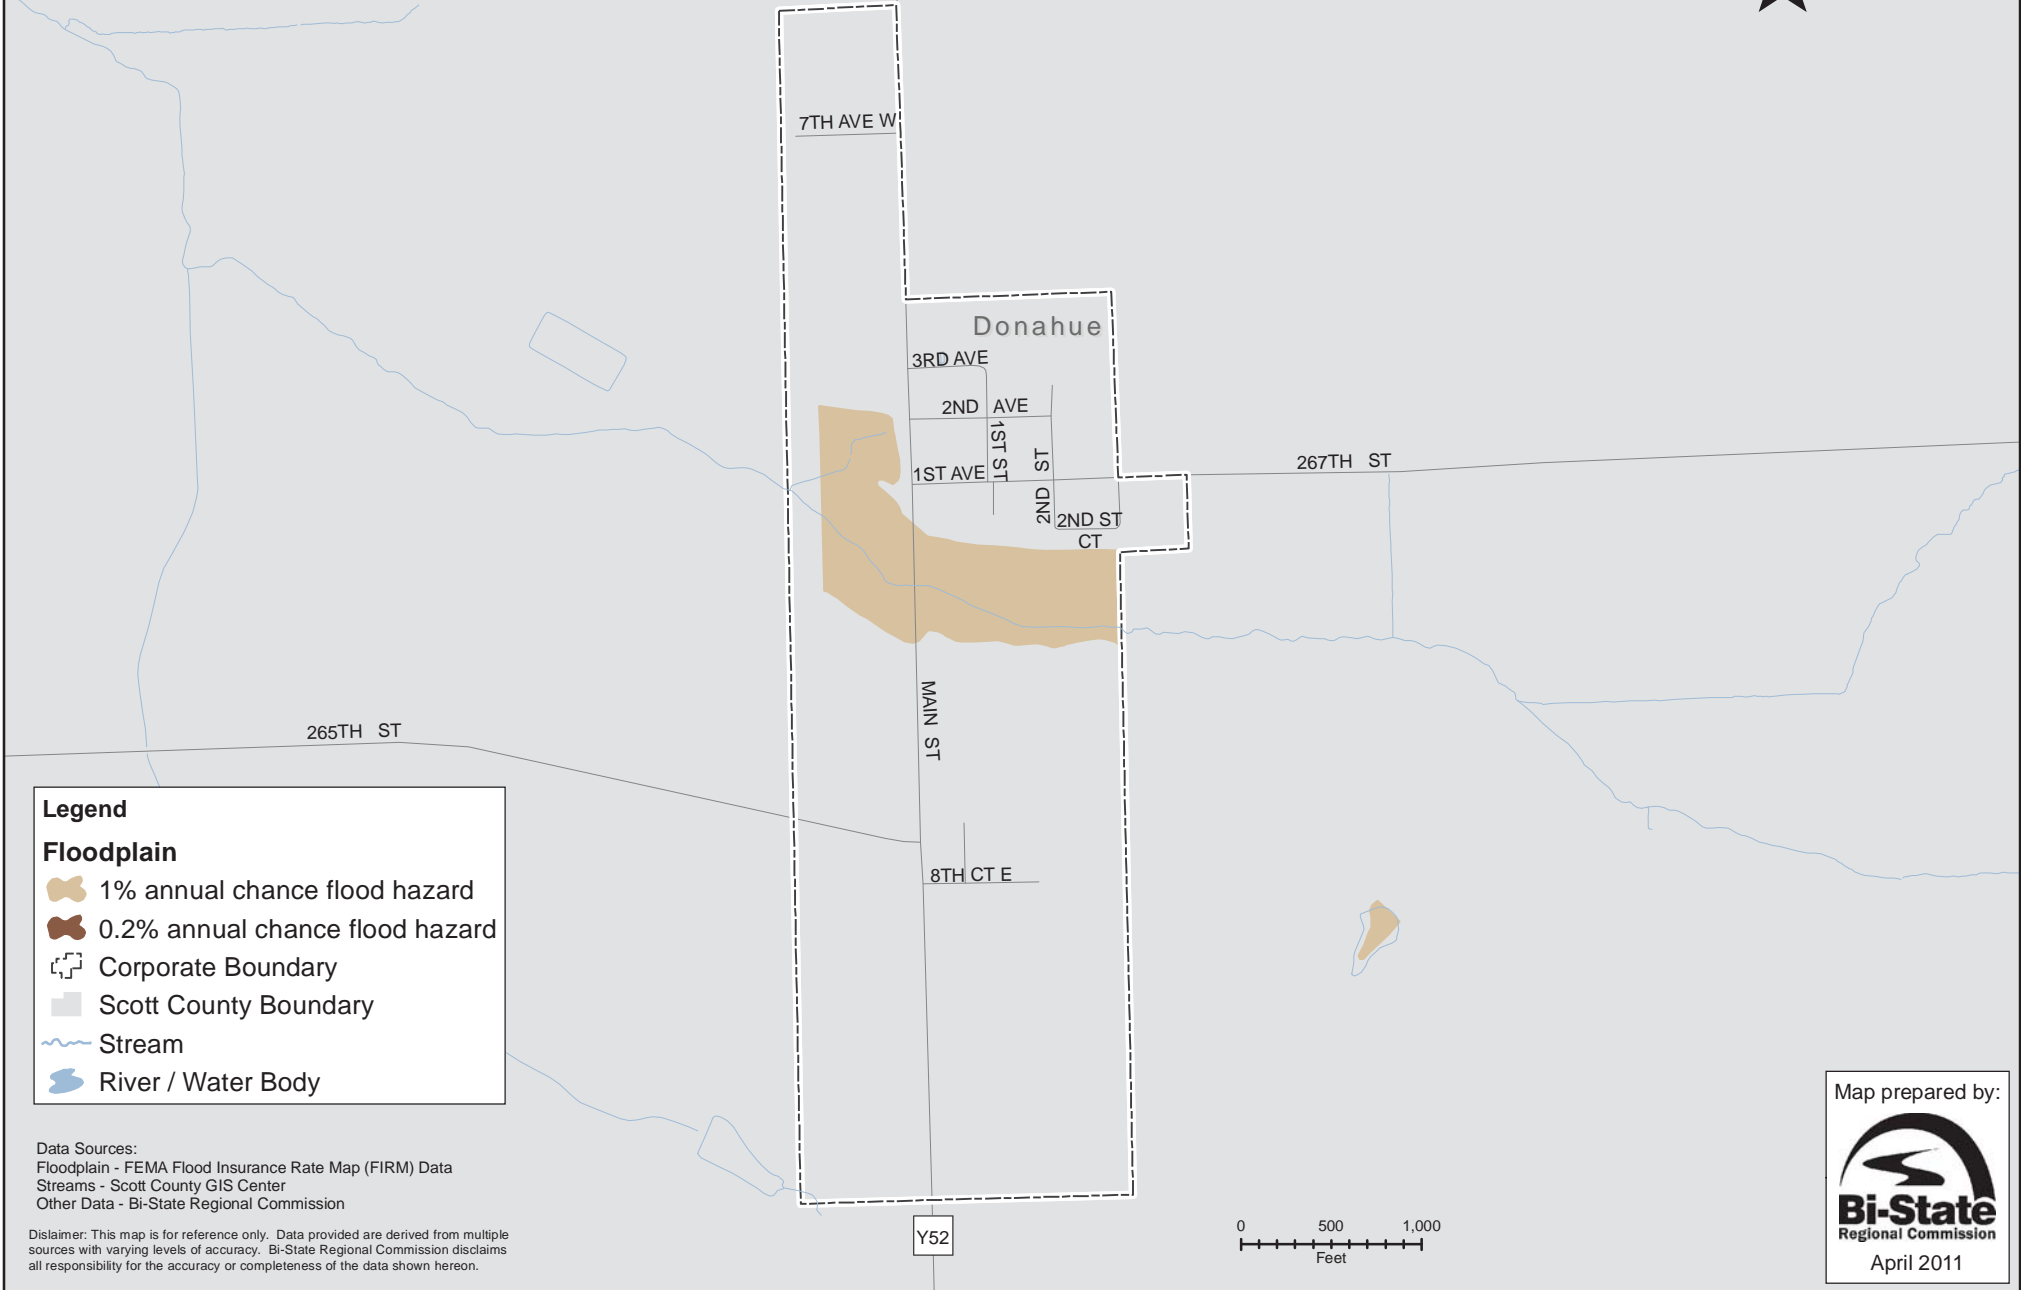 7TH AVE W
Donahue
3RD AVE
2ND AVE
1ST ST
1ST AVE
2ND ST
2ND ST
CT
267TH ST
MAIN ST
265TH ST
8TH CT E
Legend
Floodplain
1% annual chance flood hazard
0.2% annual chance flood hazard
Corporate Boundary
Scott County Boundary
Stream
River / Water Body
Data Sources:
Floodplain - FEMA Flood Insurance Rate Map (FIRM) Data
Streams - Scott County GIS Center
Other Data - Bi-State Regional Commission
Dislaimer: This map is for reference only. Data provided are derived from multiple
sources with varying levels of accuracy. Bi-State Regional Commission disclaims
all responsibility for the accuracy or completeness of the data shown hereon.
Y52
0 500 1,000
Feet
Map prepared by:
Bi-State
Regional Commission
April 2011